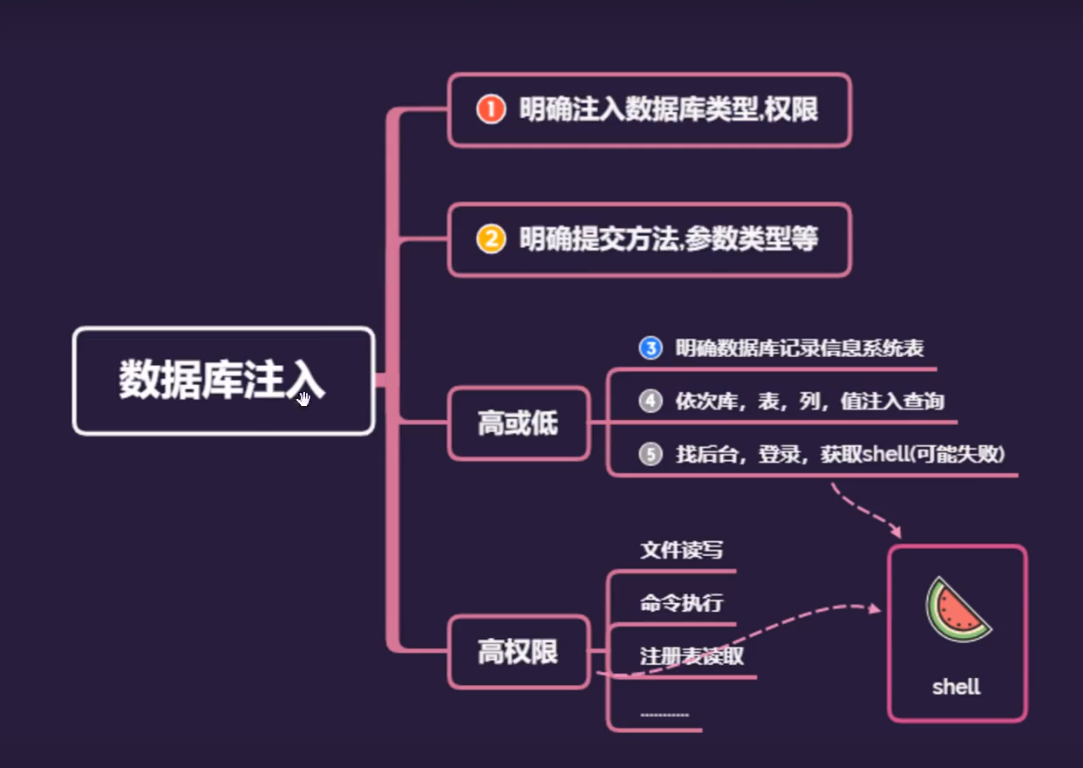 数据库注入
1 明确注入数据库类型,权限
2 明确提交方法,参数类型等
高或低
3 明确数据库记录信息系统表
4 依次库，表，列，值注入查询
5 找后台，登录，获取shell(可能失败)
高权限
文件读写
命令执行
注册表读取
...........
shell